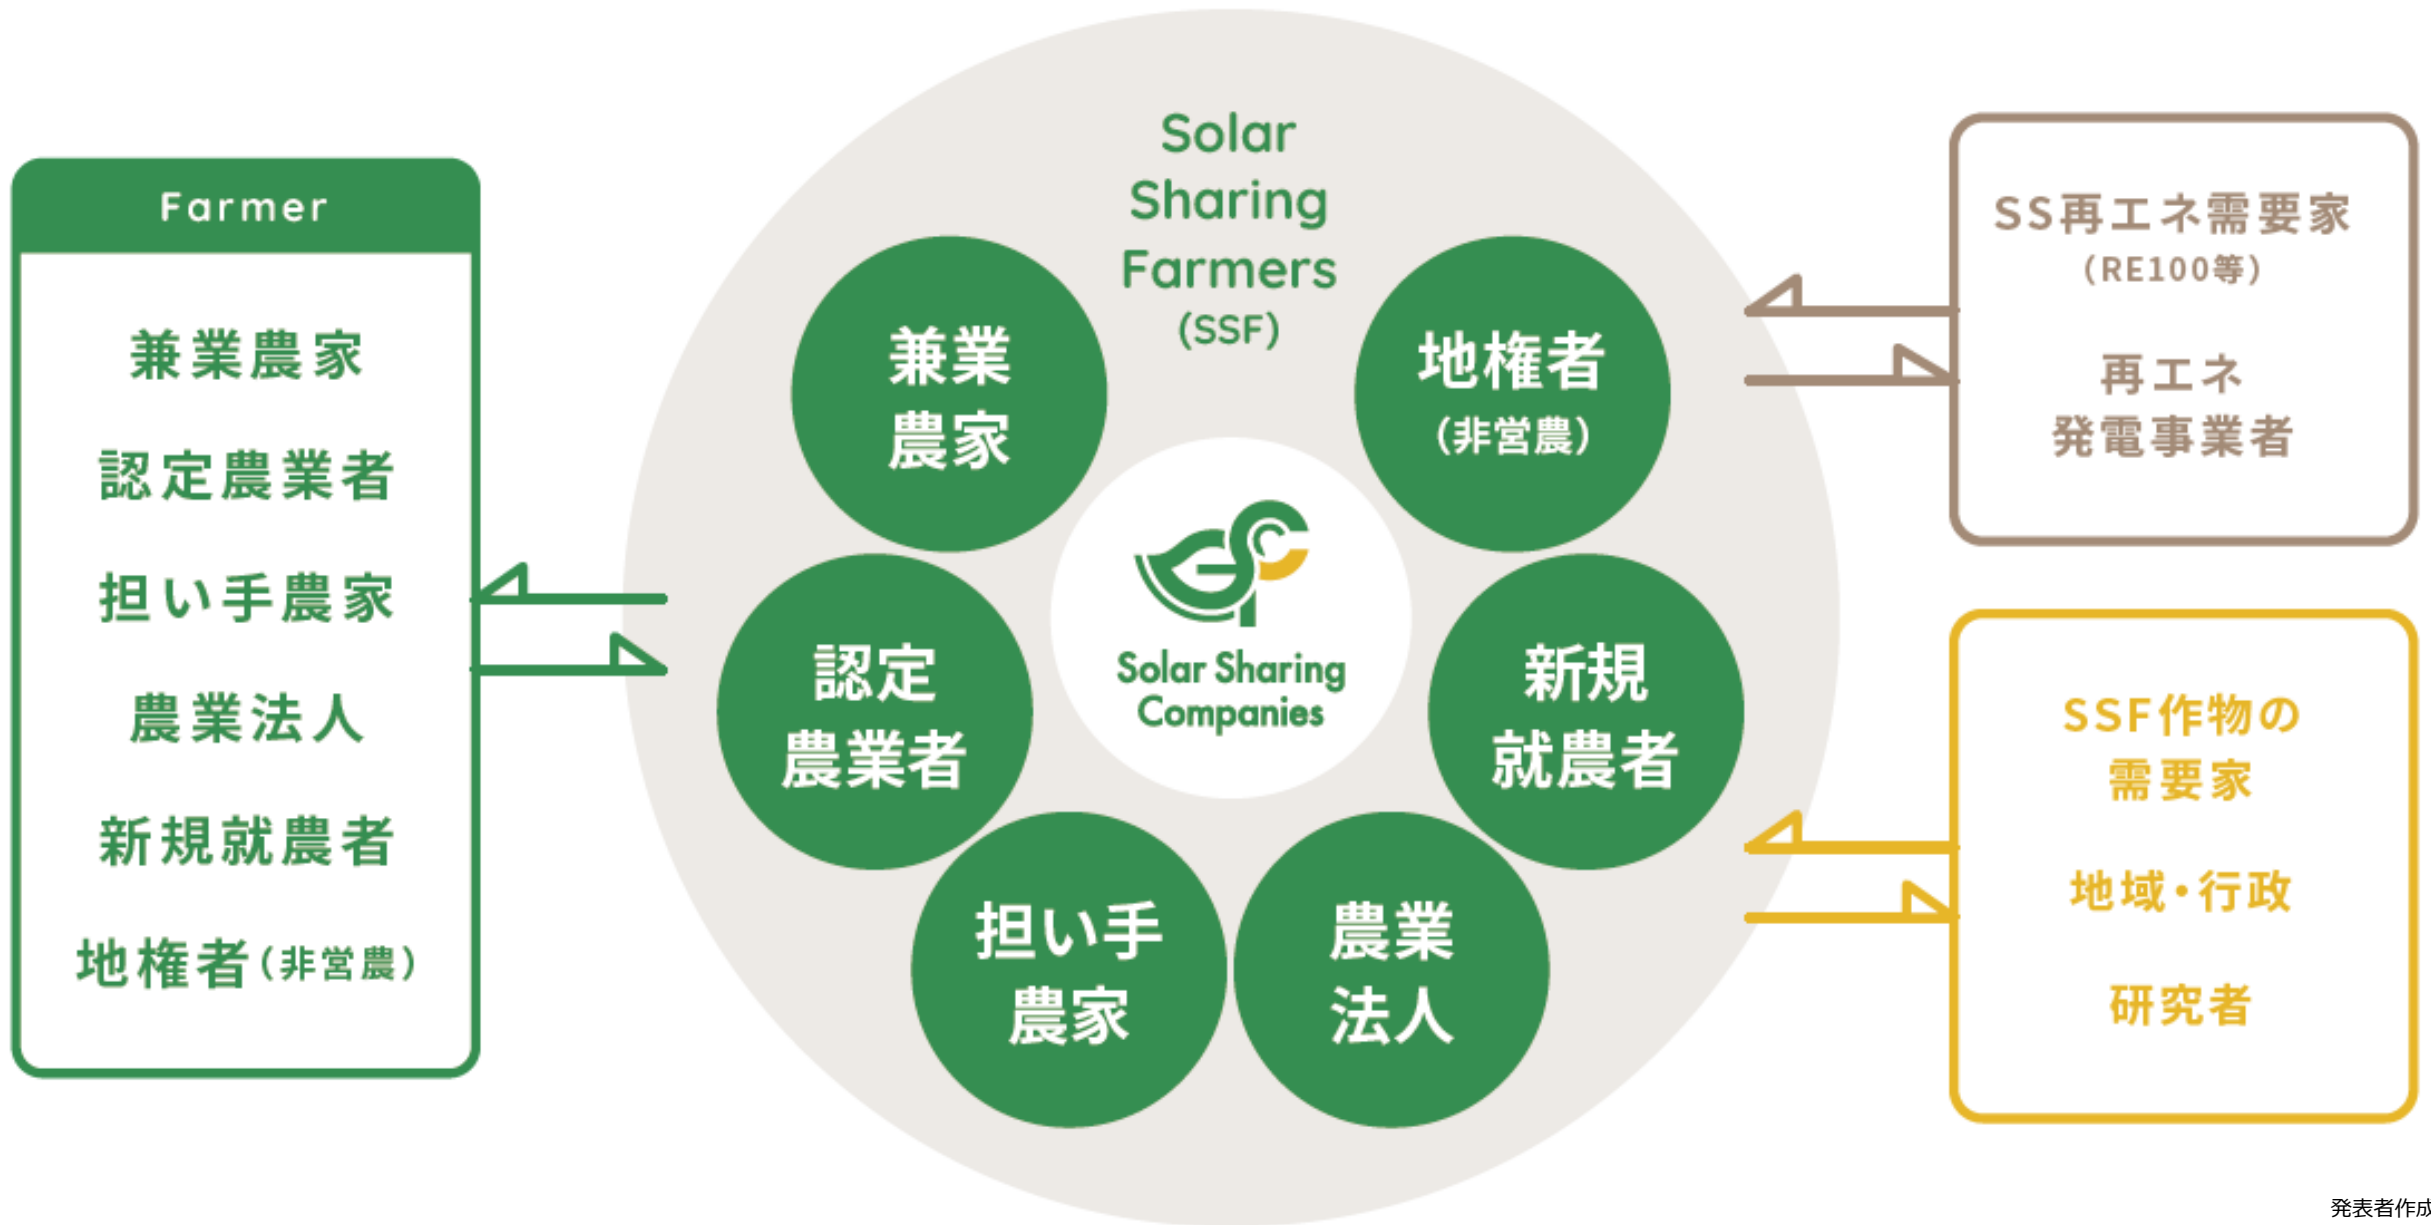 Farmer
兼業農家
認定農業者
担い手農家
農業法人
新規就農者
地権者(非営農)
Solar
Sharing
Farmers
(SSF)
兼業
農家
地権者
(非営農)
認定
農業者
新規
就農者
担い手
農家
農業
法人
Solar Sharing
Companies
SS再エネ需要家
(RE100等)
再エネ
発電事業者
SSF作物の
需要家
地域・行政
研究者
発表者作成